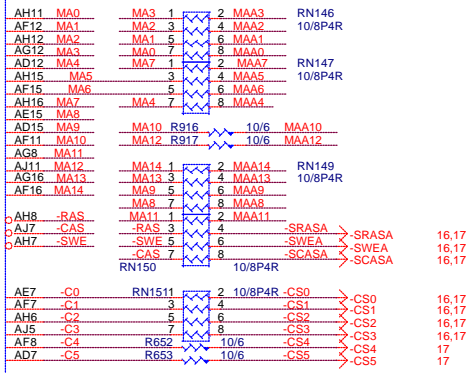 AH11 MA0 MA3 1 2 MAA3 RN146
AF12 MA1 MA2 3 4 MAA2 10/8P4R
AH12 MA2 MA1 5 6 MAA1
AG12 MA3 MA0 7 8 MAA0
AD12 MA4 MA7 1 2 MAA7 RN147
AH15 MA5 3 4 MAA5 10/8P4R
AF15 MA6 5 6 MAA6
AH16 MA7 MA4 7 8 MAA4
AE15 MA8
AD15 MA9 MA10 R916 10/6 MAA10
AF11 MA10 MA12 R917 10/6 MAA12
AG8 MA11
AJ11 MA12 MA14 1 2 MAA14 RN149
AG16 MA13 MA13 3 4 MAA13 10/8P4R
AF16 MA14 MA9 5 6 MAA9
MA8 7 8 MAA8
AH8 -RAS MA11 1 2 MAA11
AJ7 -CAS -RAS 3 4 -SRASA -SRASA 16,17
AH7 -SWE -SWE 5 6 -SWEA -SWEA 16,17
-CAS 7 8 -SCASA -SCASA 16,17
RN150 10/8P4R
AE7 -C0 RN151 1 2 10/8P4R -CS0 -CS0 16,17
AF7 -C1 3 4 -CS1 -CS1 16,17
AH6 -C2 5 6 -CS2 -CS2 16,17
AJ5 -C3 7 8 -CS3 -CS3 16,17
AF8 -C4 R652 10/6 -CS4 -CS4 17
AD7 -C5 R653 10/6 -CS5 -CS5 17